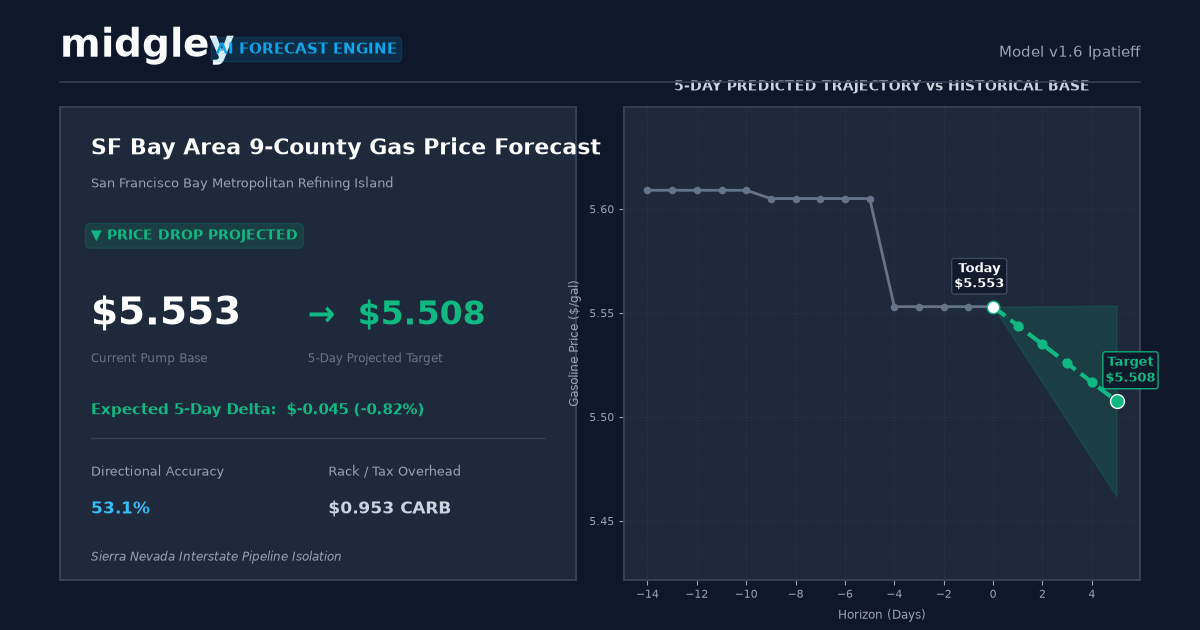 midgley
AI FORECAST ENGINE
Model v1.6 Ipatieff
SF Bay Area 9-County Gas Price Forecast
San Francisco Bay Metropolitan Refining Island
▼ PRICE DROP PROJECTED
$5.553
→ $5.508
Current Pump Base
5-Day Projected Target
Expected 5-Day Delta: $-0.045 (-0.82%)
Directional Accuracy
Rack / Tax Overhead
53.1%
$0.953 CARB
Sierra Nevada Interstate Pipeline Isolation
5-DAY PREDICTED TRAJECTORY vs HISTORICAL BASE
Gasoline Price ($/gal)
5.60
5.55
5.50
5.45
Today
$5.553
Target
$5.508
−14 −12 −10 −8 −6 −4 −2 0 2 4
Horizon (Days)